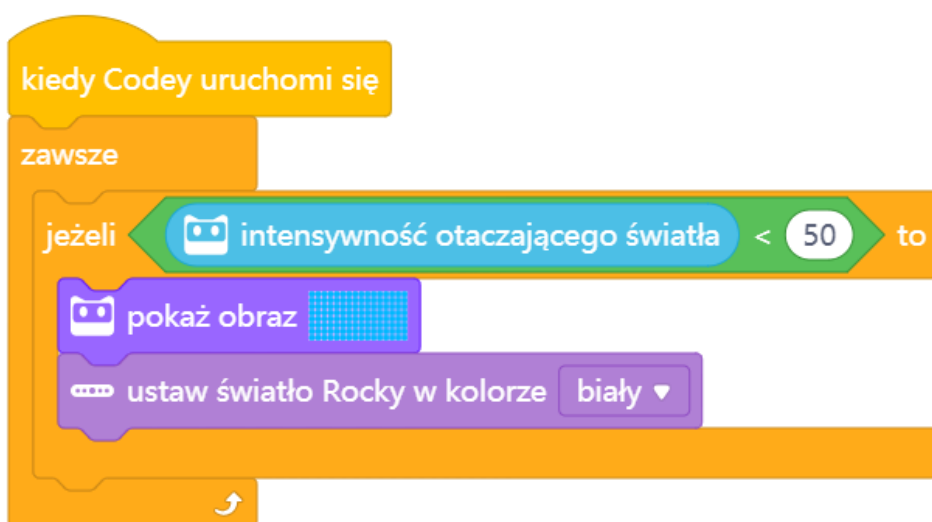 kiedy Codey uruchomi się
zawsze
jeżeli intensywność otaczającego światła < 50 to
pokaż obraz
ustaw światło Rocky w kolorze biały